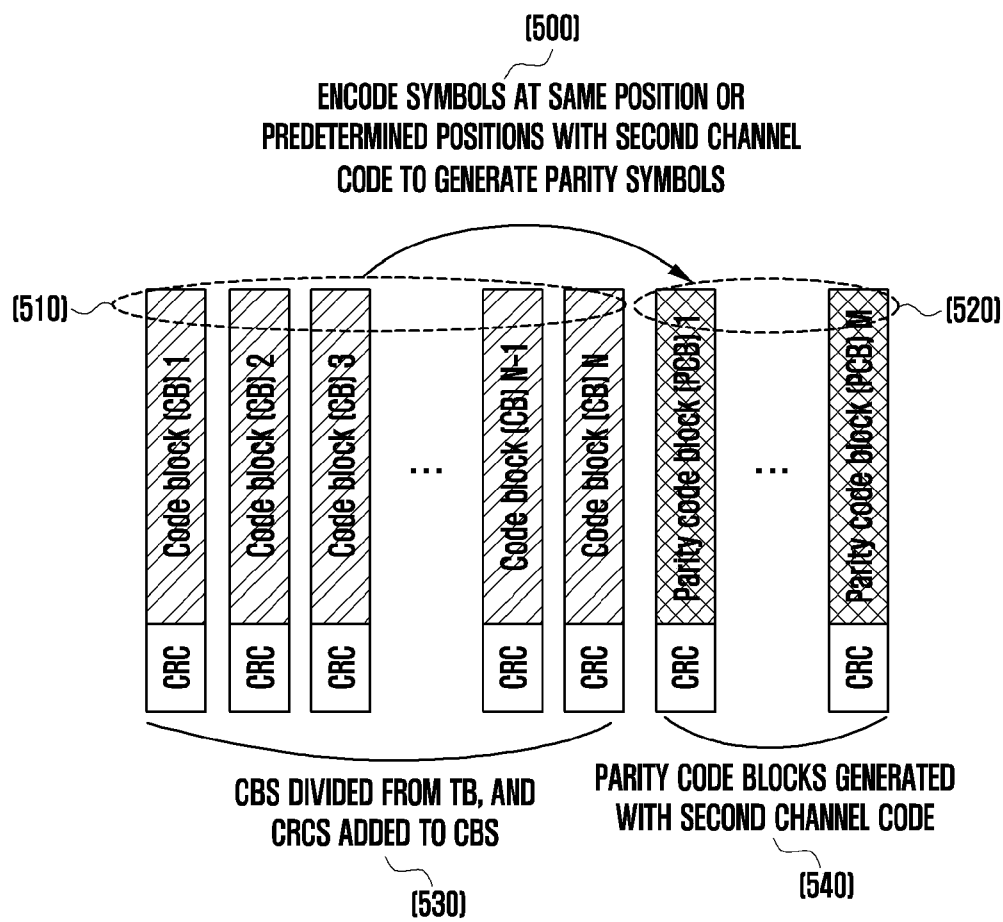 (500)
ENCODE SYMBOLS AT SAME POSITION OR
PREDETERMINED POSITIONS WITH SECOND CHANNEL
CODE TO GENERATE PARITY SYMBOLS
(510)
(520)
Code block (CB) 1
Code block (CB) 2
Code block (CB) 3
...
Code block (CB) N-1
Code block (CB) N
Parity code block (PCB) 1
...
Parity code block (PCB) M
CRC
CRC
CRC
CRC
CRC
CRC
CRC
CBS DIVIDED FROM TB, AND
CRCS ADDED TO CBS
(530)
PARITY CODE BLOCKS GENERATED
WITH SECOND CHANNEL CODE
(540)